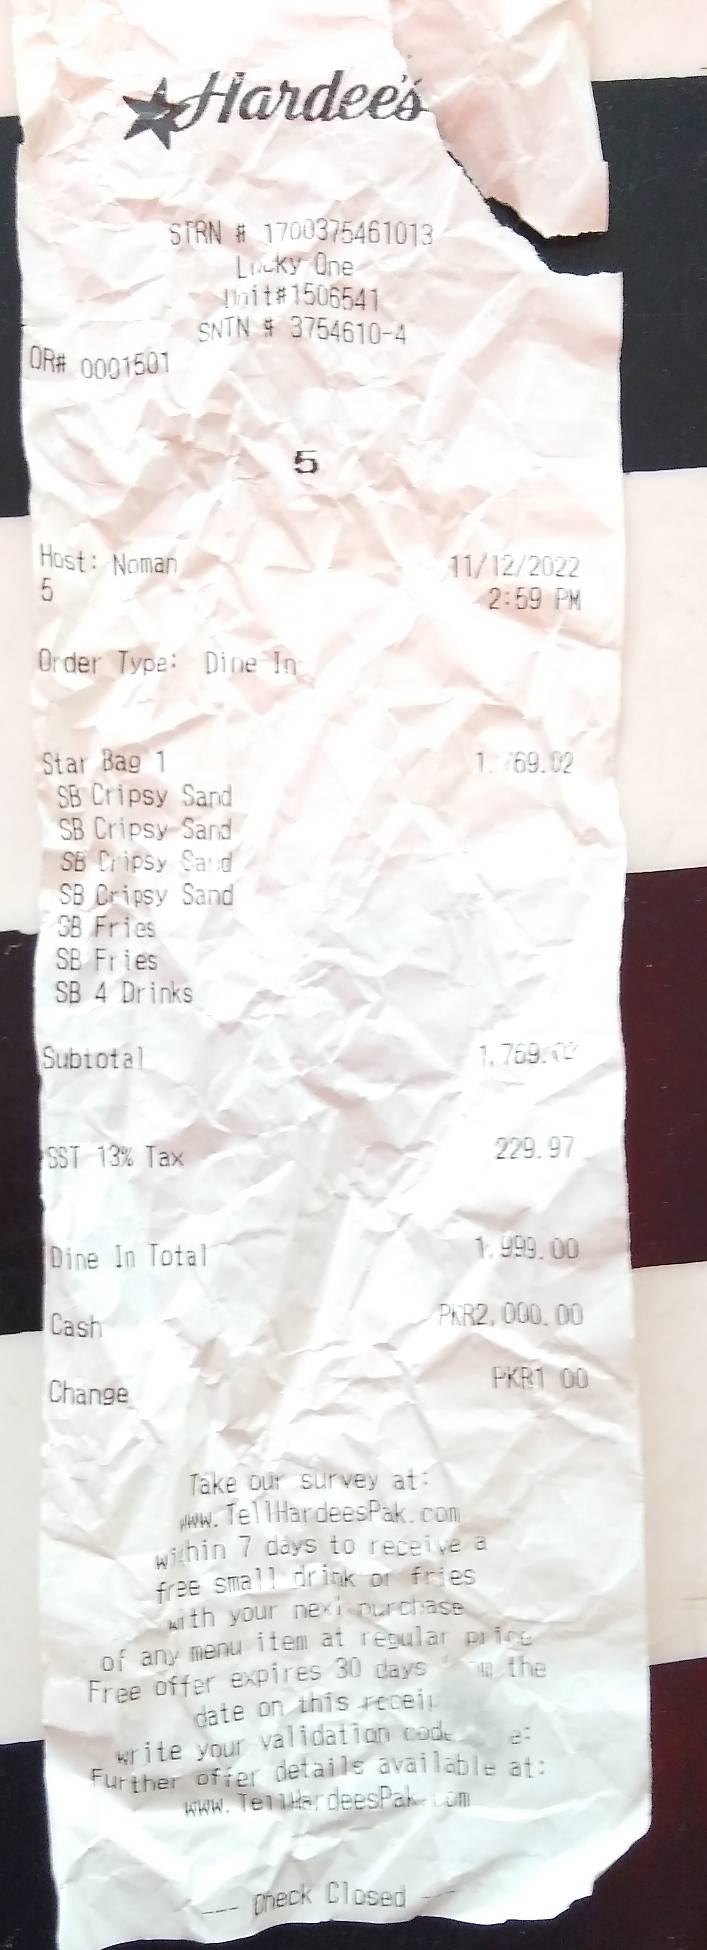 Hardee's
STRN # 1700375461013
Lucky One
Unit#1506541
SNTN # 3754610-4
OR# 0001501
5
Host: Noman 11/12/2022
5 2:59 PM
Order Type: Dine In
Star Bag 1 1,769.02
SB Cripsy Sand
SB Cripsy Sand
SB Cripsy Sand
SB Cripsy Sand
SB Fries
SB Fries
SB 4 Drinks
Subtotal 1,769.02
SST 13% Tax 229.97
Dine In Total 1,999.00
Cash PKR2,000.00
Change PKR1.00
Take our survey at:
www.TellHardeesPak.com
within 7 days to receive a
free small drink or fries
with your next purchase
of any menu item at regular price
Free offer expires 30 days from the
date on this receipt
write your validation code
Further offer details available at:
www.TellHardeesPak.com
--- Check Closed ---